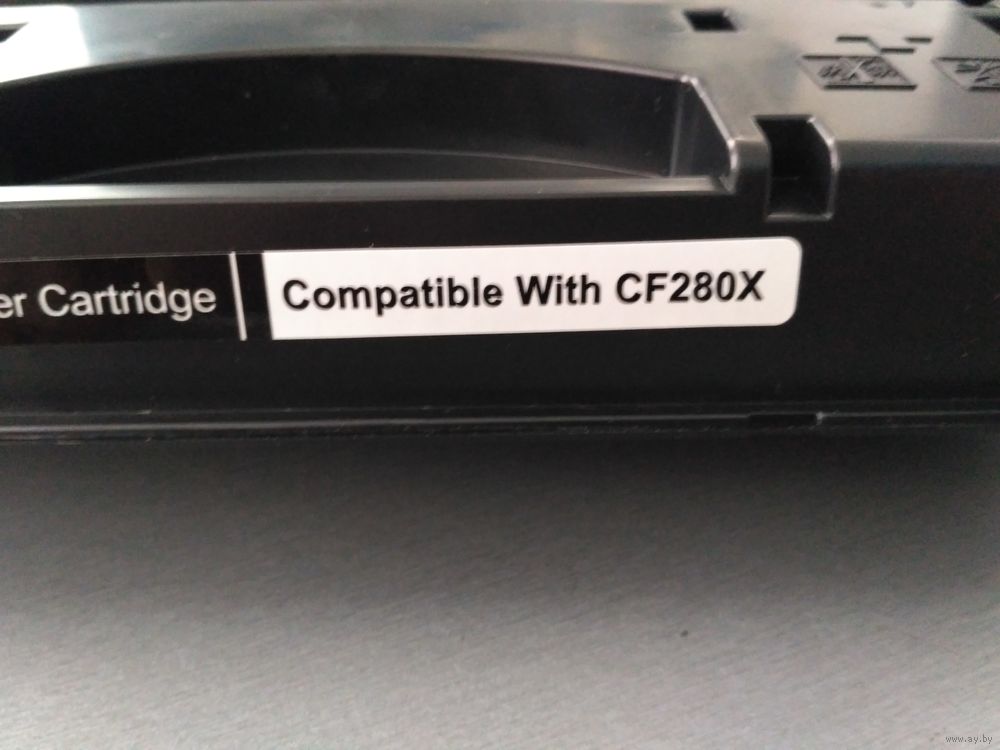 er Cartridge
Compatible With CF280X
www.ay.by